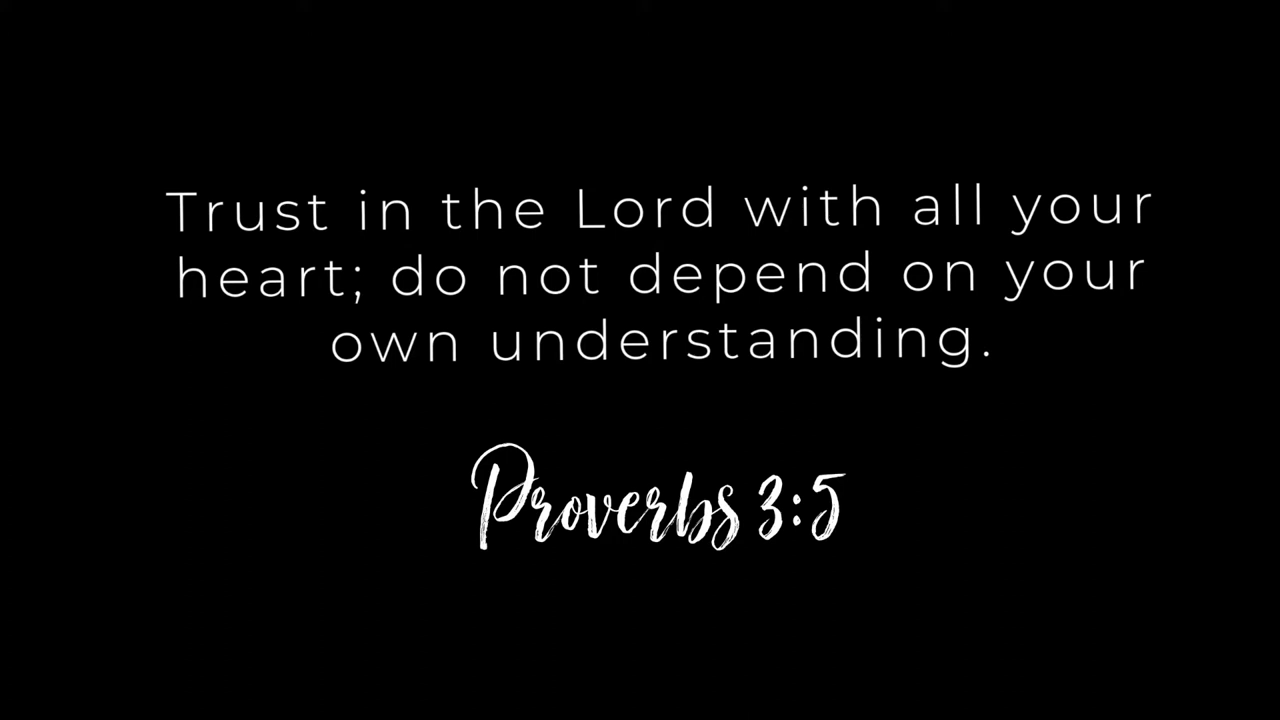 Trust in the Lord with all your
heart; do not depend on your
own understanding.
Proverbs 3:5